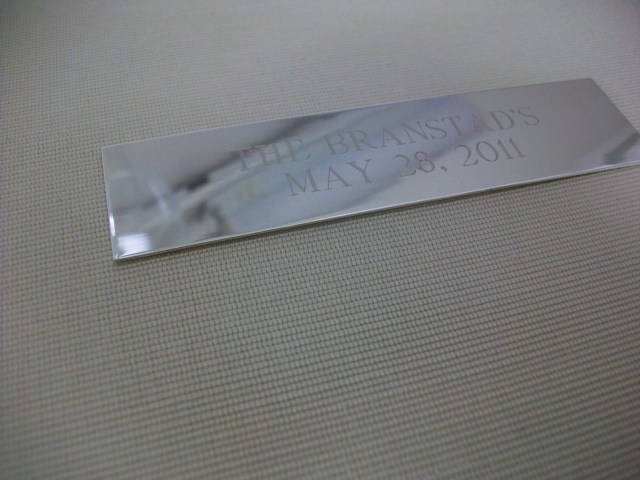 THE BRANSTAD'S
MAY 28, 2011